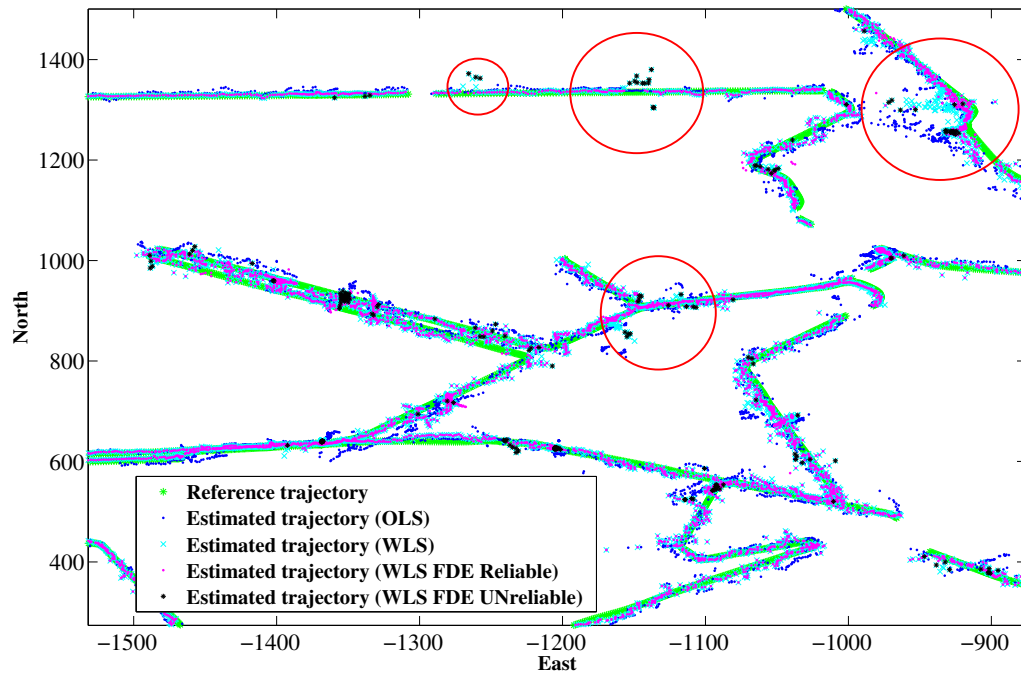 1400
1200
1000
800
600
400
North
Reference trajectory
Estimated trajectory (OLS)
Estimated trajectory (WLS)
Estimated trajectory (WLS FDE Reliable)
Estimated trajectory (WLS FDE UNreliable)
−1500 −1400 −1300 −1200 −1100 −1000 −900
East